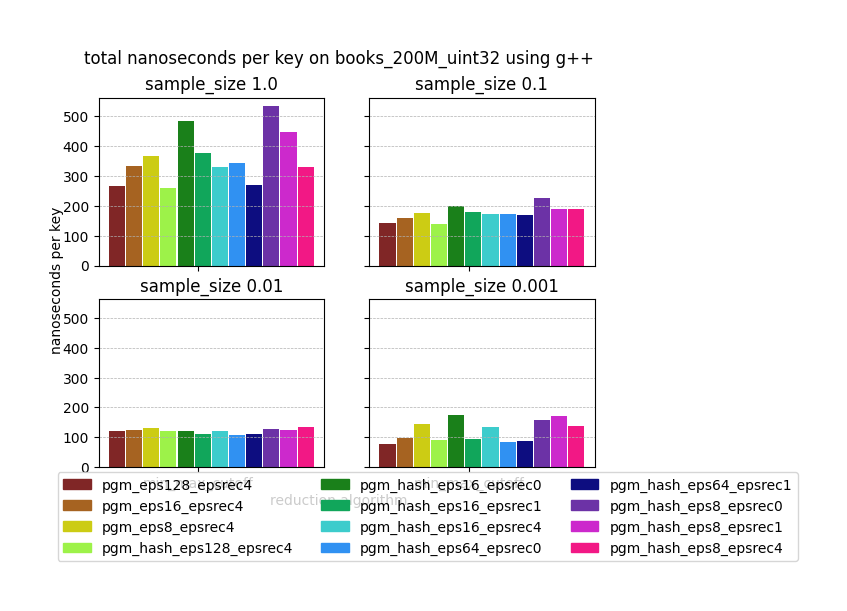 total nanoseconds per key on books_200M_uint32 using g++
sample_size 1.0
sample_size 0.1
500
400
300
200
100
0
nanoseconds per key
sample_size 0.01
sample_size 0.001
500
400
300
200
100
0
min_max_cutoff
min_max_cutoff
reduction algorithm
pgm_eps128_epsrec4
pgm_eps16_epsrec4
pgm_eps8_epsrec4
pgm_hash_eps128_epsrec4
pgm_hash_eps16_epsrec0
pgm_hash_eps16_epsrec1
pgm_hash_eps16_epsrec4
pgm_hash_eps64_epsrec0
pgm_hash_eps64_epsrec1
pgm_hash_eps8_epsrec0
pgm_hash_eps8_epsrec1
pgm_hash_eps8_epsrec4